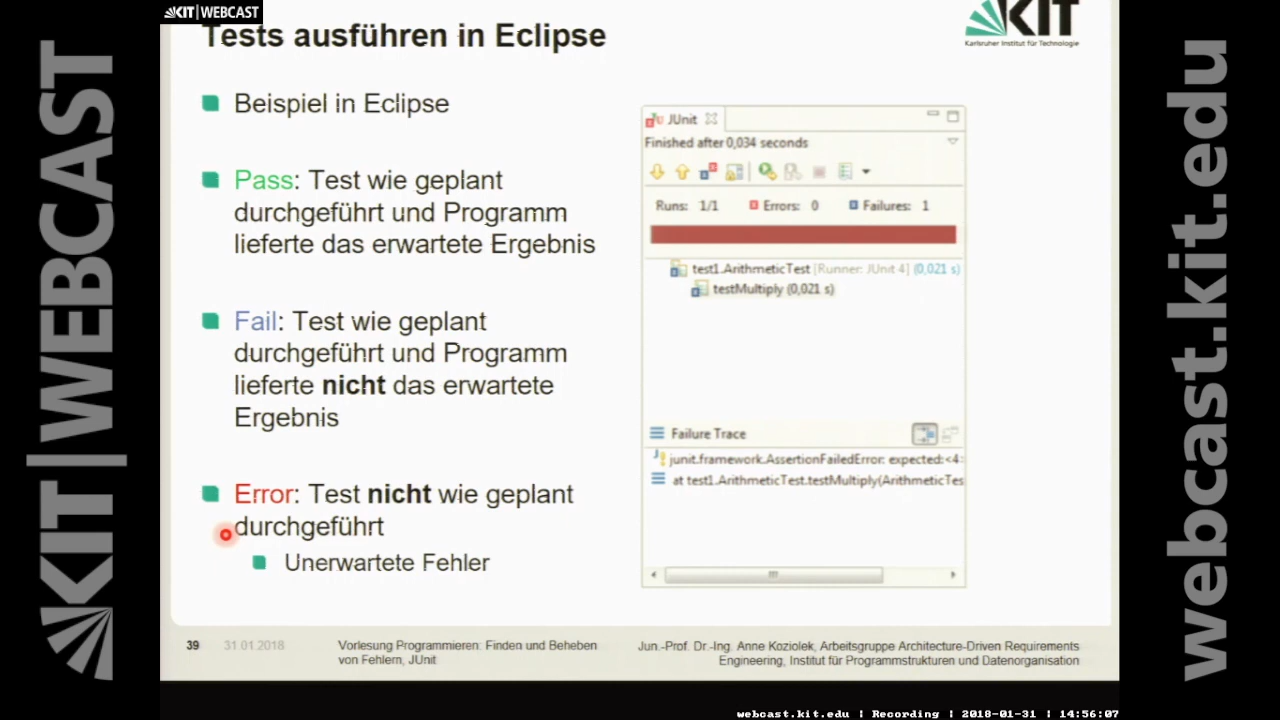 KIT|WEBCAST
KIT|WEBCAST
Tests ausführen in Eclipse
KIT
Karlsruher Institut für Technologie
Beispiel in Eclipse
Pass: Test wie geplant
durchgeführt und Programm
lieferte das erwartete Ergebnis
Fail: Test wie geplant
durchgeführt und Programm
lieferte nicht das erwartete
Ergebnis
Error: Test nicht wie geplant
durchgeführt
Unerwartete Fehler
JUnit
Finished after 0,034 seconds
Runs: 1/1 Errors: 0 Failures: 1
test1.ArithmeticTest [Runner: JUnit 4] (0,021 s)
testMultiply (0,021 s)
Failure Trace
junit.framework.AssertionFailedError: expected:<4>
at test1.ArithmeticTest.testMultiply(ArithmeticTes
39 31.01.2018
Vorlesung Programmieren: Finden und Beheben
von Fehlern, JUnit
Jun.-Prof. Dr.-Ing. Anne Koziolek, Arbeitsgruppe Architecture-Driven Requirements
Engineering, Institut für Programmstrukturen und Datenorganisation
webcast.kit.edu
webcast.kit.edu | Recording | 2018-01-31 | 14:56:07